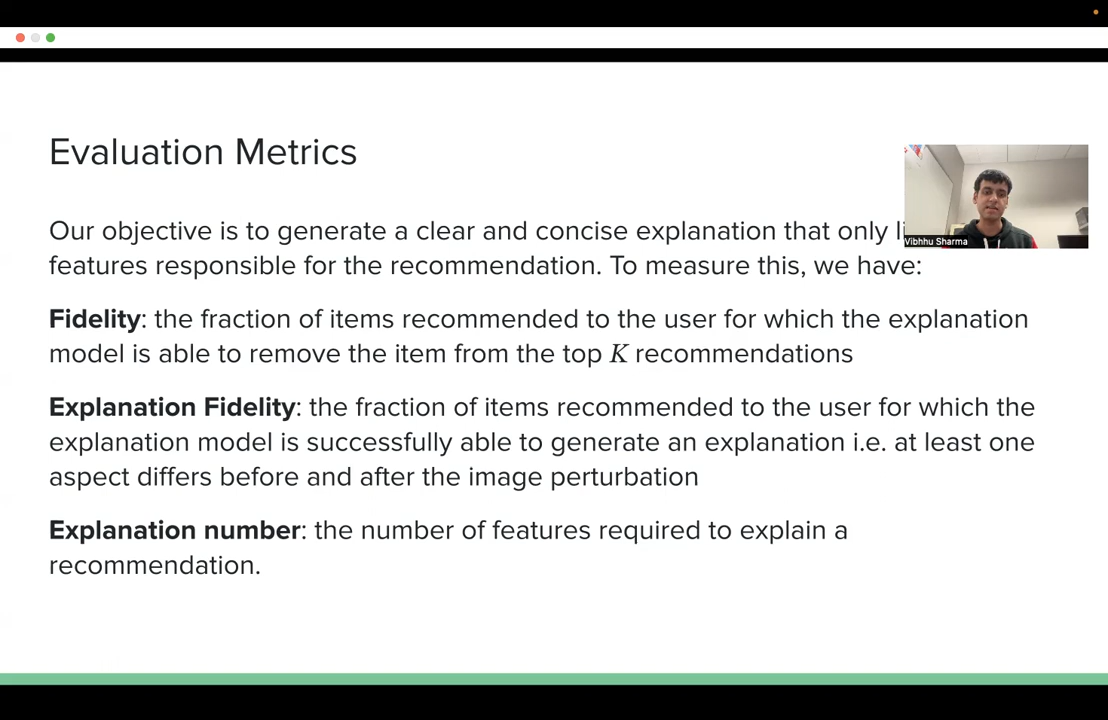 Evaluation Metrics
Our objective is to generate a clear and concise explanation that only
features responsible for the recommendation. To measure this, we have:
Fidelity: the fraction of items recommended to the user for which the explanation
model is able to remove the item from the top K recommendations
Explanation Fidelity: the fraction of items recommended to the user for which the
explanation model is successfully able to generate an explanation i.e. at least one
aspect differs before and after the image perturbation
Explanation number: the number of features required to explain a
recommendation.
Vibhhu Sharma